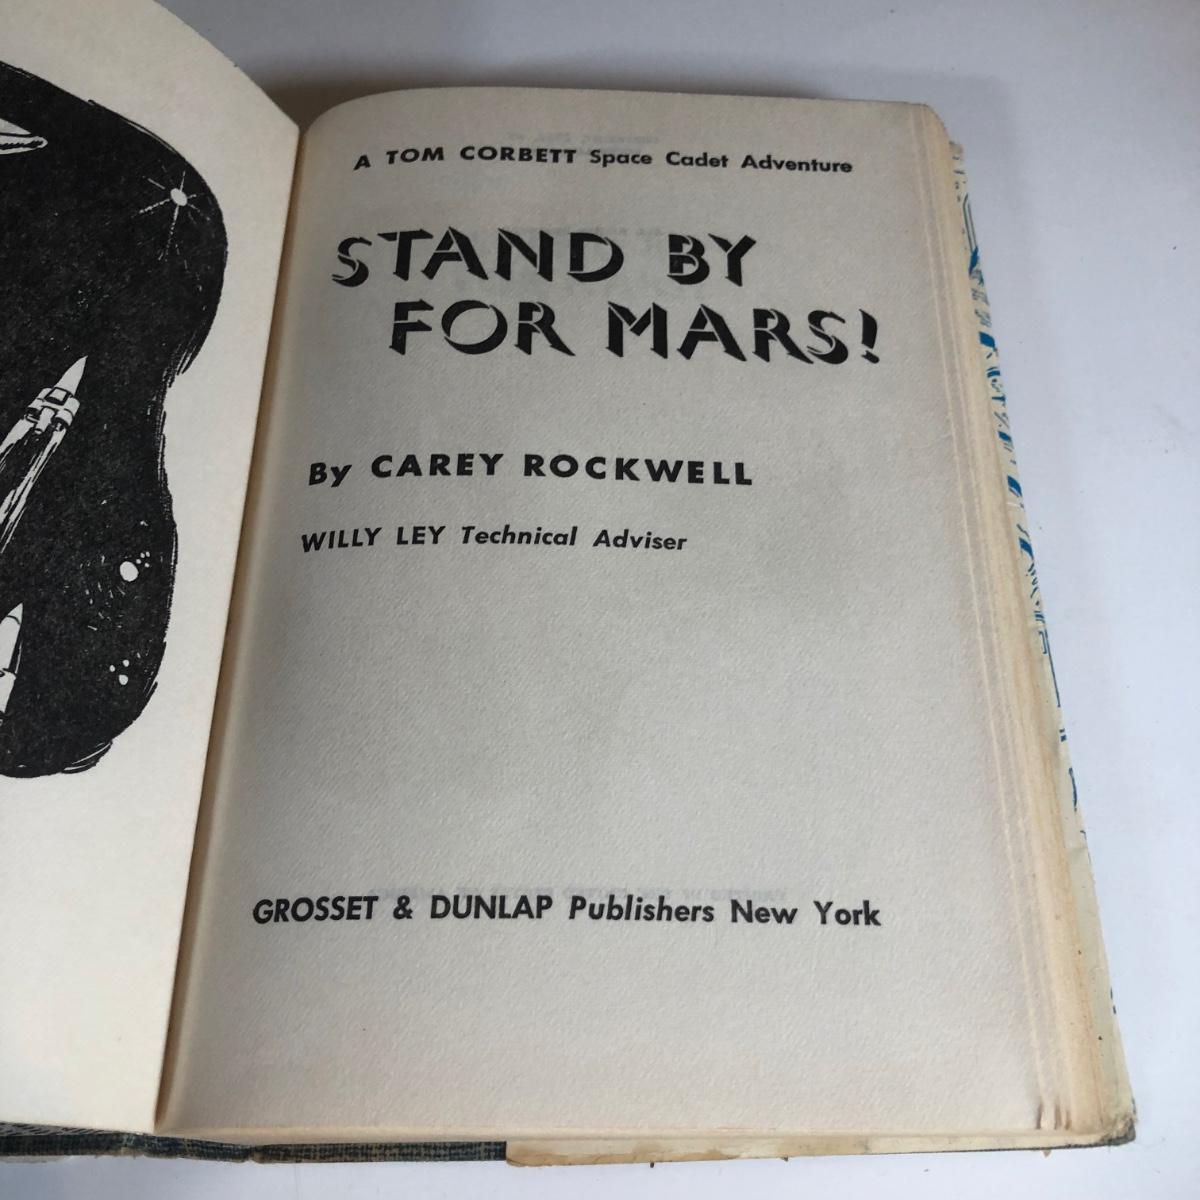 A TOM CORBETT Space Cadet Adventure
STAND BY
FOR MARS!
By CAREY ROCKWELL
WILLY LEY Technical Adviser
GROSSET & DUNLAP Publishers New York